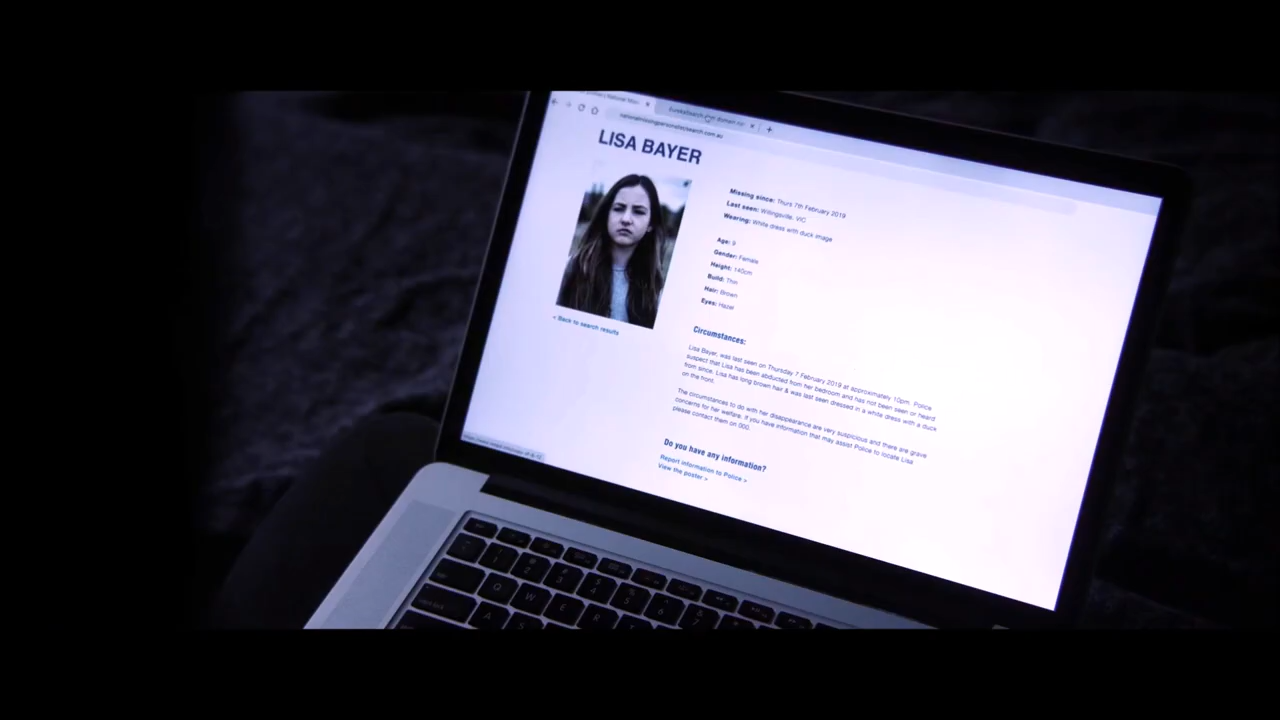 nationalmissingpersonsresearch.com.au
LISA BAYER
Missing since: Thurs 7th February 2019
Last seen: Willingsville, VIC
Wearing: White dress with duck image
Age: 9
Gender: Female
Height: 140cm
Build: Thin
Hair: Brown
Eyes: Hazel
< Back to search results
Circumstances:
Lisa Bayer, was last seen on Thursday 7 February 2019 at approximately 10pm. Police
suspect that Lisa has been abducted from her bedroom and has not been seen or heard
from since. Lisa has long brown hair & was last seen dressed in a white dress with a duck
on the front.
The circumstances to do with her disappearance are very suspicious and there are grave
concerns for her welfare. If you have information that may assist Police to locate Lisa
please contact them on 000.
Do you have any information?
Report information to Police >
View the poster >
Q W E R
A S